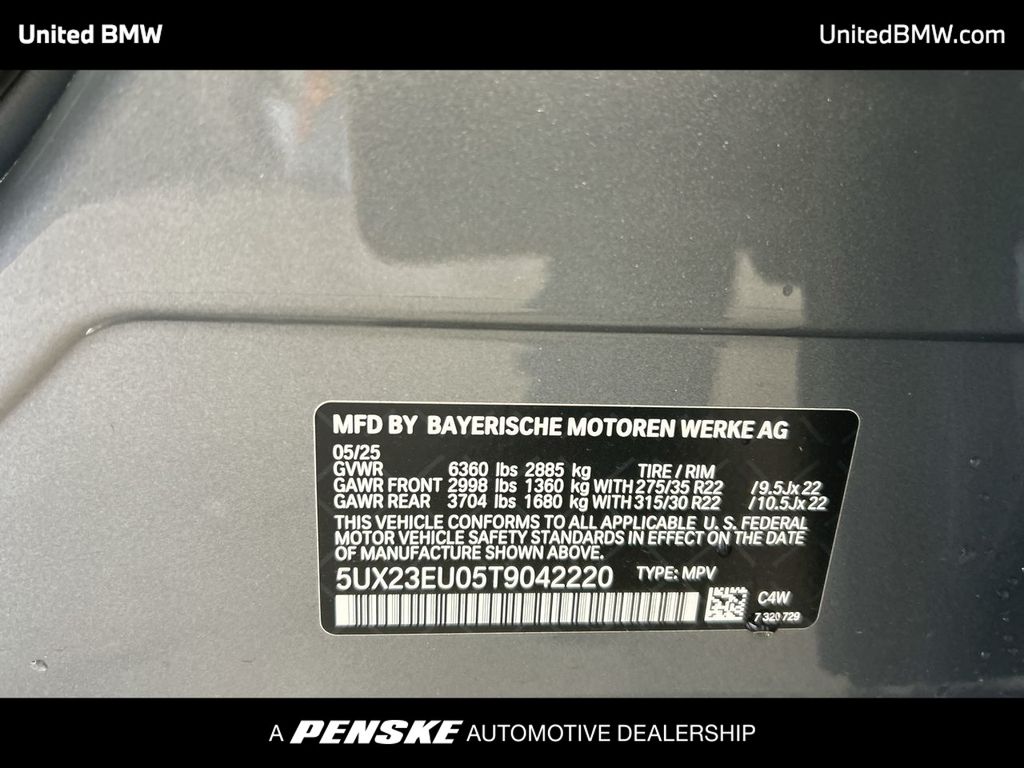 United BMW
UnitedBMW.com
MFD BY BAYERISCHE MOTOREN WERKE AG
05/25
GVWR 6360 lbs 2885 kg TIRE / RIM
GAWR FRONT 2998 lbs 1360 kg WITH 275/35 R22 /9.5Jx22
GAWR REAR 3704 lbs 1680 kg WITH 315/30 R22 /10.5Jx22
THIS VEHICLE CONFORMS TO ALL APPLICABLE U.S. FEDERAL
MOTOR VEHICLE SAFETY STANDARDS IN EFFECT ON THE DATE
OF MANUFACTURE SHOWN ABOVE.
5UX23EU05T9042220 TYPE: MPV
C4W
7 320 729
A PENSKE AUTOMOTIVE DEALERSHIP